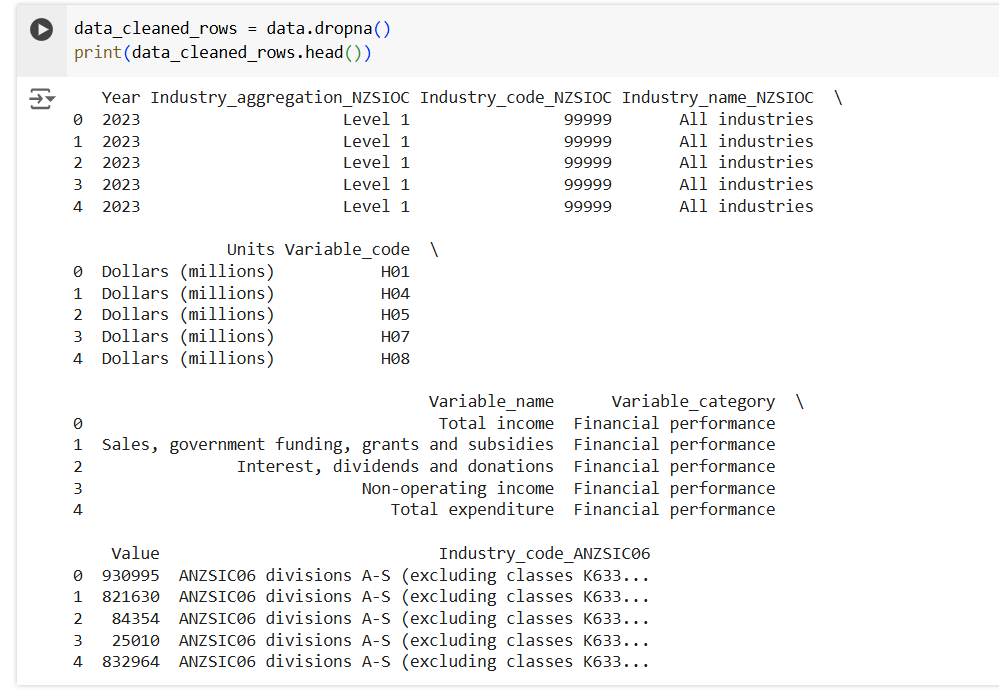 data_cleaned_rows = data.dropna()
print(data_cleaned_rows.head())
Year Industry_aggregation_NZSIOC Industry_code_NZSIOC Industry_name_NZSIOC \
0 2023 Level 1 99999 All industries
1 2023 Level 1 99999 All industries
2 2023 Level 1 99999 All industries
3 2023 Level 1 99999 All industries
4 2023 Level 1 99999 All industries
Units Variable_code \
0 Dollars (millions) H01
1 Dollars (millions) H04
2 Dollars (millions) H05
3 Dollars (millions) H07
4 Dollars (millions) H08
Variable_name Variable_category \
0 Total income Financial performance
1 Sales, government funding, grants and subsidies Financial performance
2 Interest, dividends and donations Financial performance
3 Non-operating income Financial performance
4 Total expenditure Financial performance
Value Industry_code_ANZSIC06
0 930995 ANZSIC06 divisions A-S (excluding classes K633...
1 821630 ANZSIC06 divisions A-S (excluding classes K633...
2 84354 ANZSIC06 divisions A-S (excluding classes K633...
3 25010 ANZSIC06 divisions A-S (excluding classes K633...
4 832964 ANZSIC06 divisions A-S (excluding classes K633...